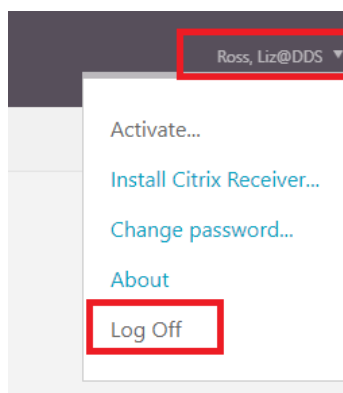 Ross, Liz@DDS
Activate...
Install Citrix Receiver...
Change password...
About
Log Off